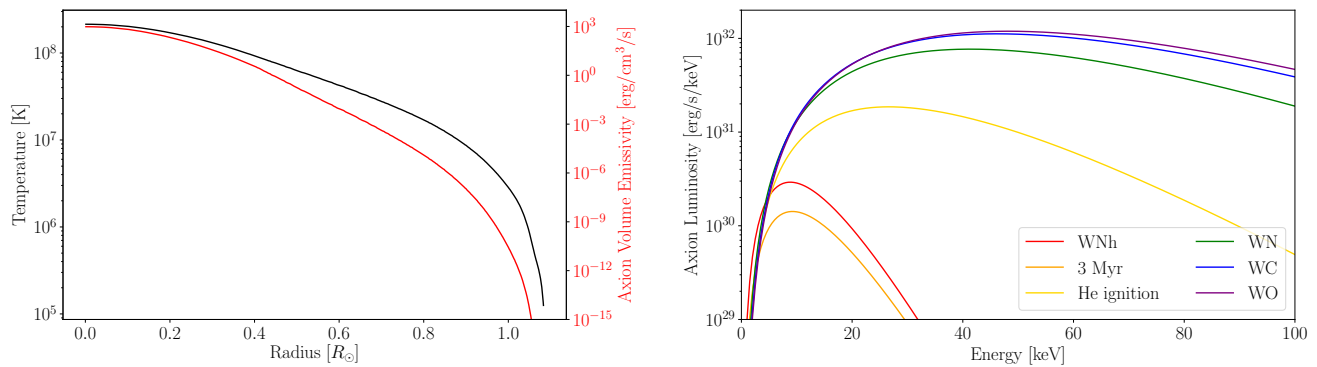 Temperature [K]
10^8
10^7
10^6
10^5
0.0 0.2 0.4 0.6 0.8 1.0
Radius [R_☉]
10^3
10^0
10^−3
10^−6
10^−9
10^−12
10^−15
Axion Volume Emissivity [erg/cm^3/s]
Axion Luminosity [erg/s/keV]
10^32
10^31
10^30
10^29
0 20 40 60 80 100
Energy [keV]
WNh
3 Myr
He ignition
WN
WC
WO